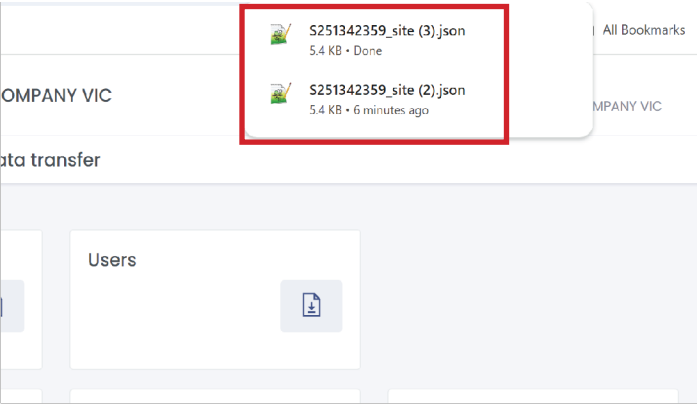 S251342359_site (3).json
5.4 KB • Done
All Bookmarks
S251342359_site (2).json
5.4 KB • 6 minutes ago
OMPANY VIC
MPANY VIC
ata transfer
Users